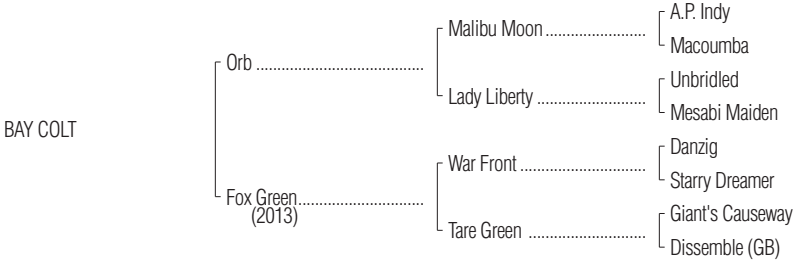 A.P. Indy
Malibu Moon ........................
Macoumba
Orb ........................................
Unbridled
Lady Liberty ..........................
Mesabi Maiden
BAY COLT
Danzig
War Front ..............................
Starry Dreamer
Fox Green..............................
(2013)
Giant's Causeway
Tare Green ............................
Dissemble (GB)